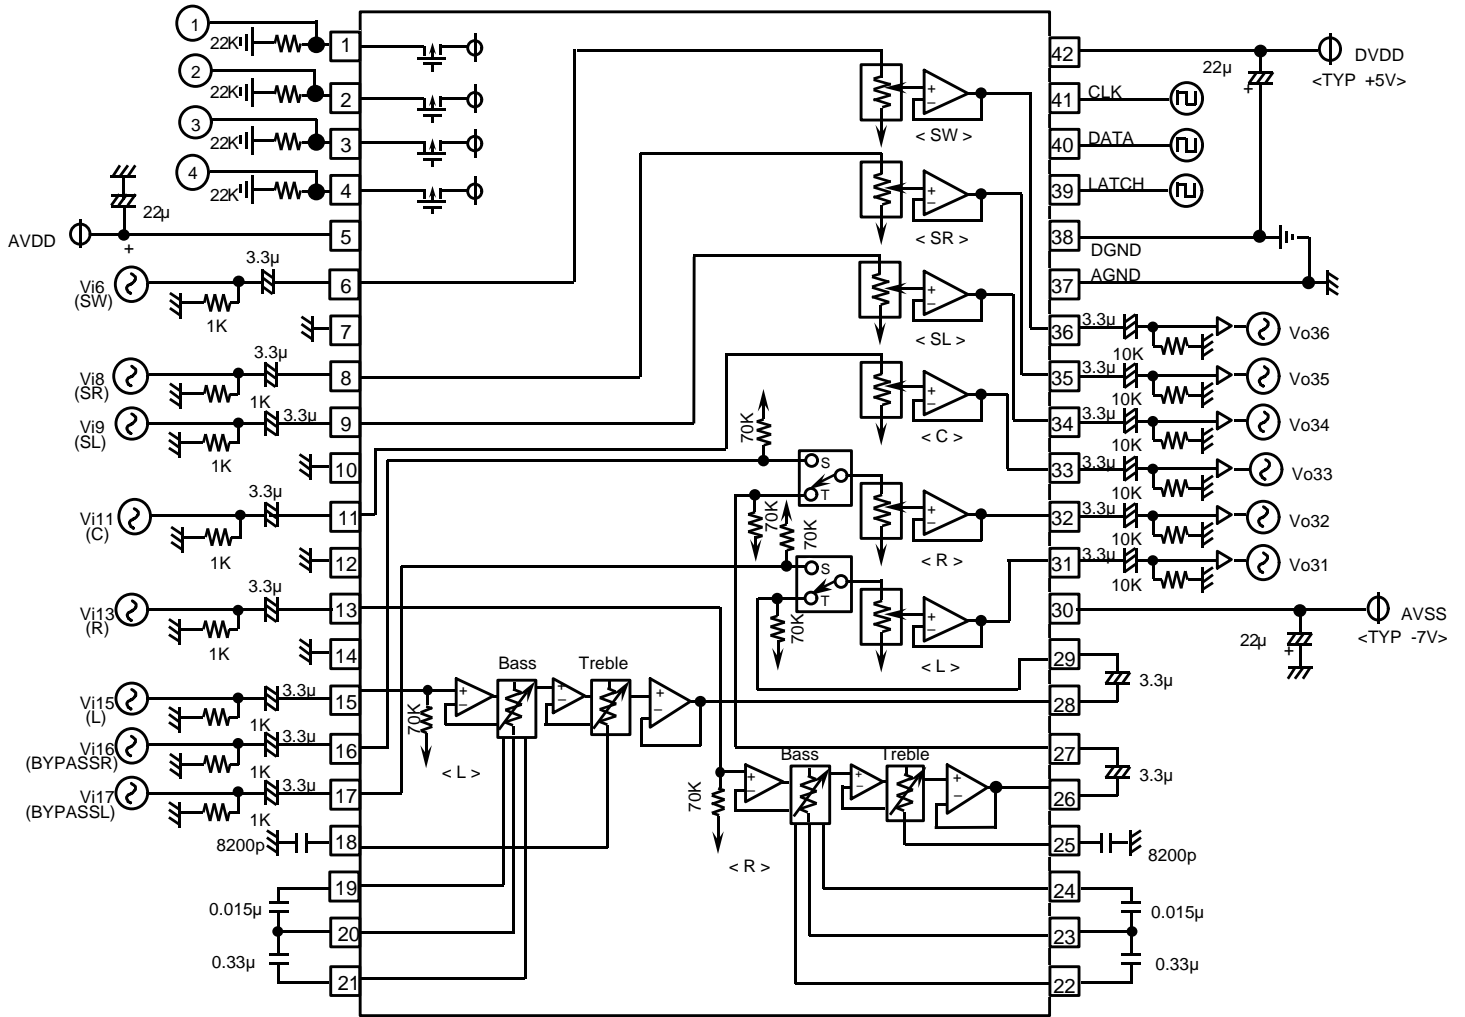 1
22K
1
2
22K
2
3
22K
3
4
22K
4
22µ
AVDD
+
5
3.3µ
Vi6
(SW)
1K
6
7
3.3µ
Vi8
(SR)
1K
8
3.3µ
Vi9
(SL)
1K
9
10
3.3µ
Vi11
(C)
1K
11
12
3.3µ
Vi13
(R)
1K
13
14
3.3µ
Vi15
(L)
1K
15
3.3µ
Vi16
(BYPASSR)
1K
16
3.3µ
Vi17
(BYPASSL)
1K
17
8200p
18
19
0.015µ
20
0.33µ
21
+
−
< SW >
+
−
< SR >
+
−
< SL >
+
−
< C >
70K
S
T
70K
+
−
< R >
70K
S
T
70K
+
−
< L >
Bass
Treble
+
−
+
−
+
−
70K
< L >
Bass
Treble
+
−
+
−
+
−
70K
< R >
42
22µ
+
DVDD
<TYP +5V>
41
CLK
40
DATA
39
LATCH
38
DGND
37
AGND
36
3.3µ
10K
Vo36
35
3.3µ
10K
Vo35
34
3.3µ
10K
Vo34
33
3.3µ
10K
Vo33
32
3.3µ
10K
Vo32
31
3.3µ
10K
Vo31
30
22µ
+
AVSS
<TYP -7V>
29
3.3µ
28
27
3.3µ
26
25
8200p
24
0.015µ
23
0.33µ
22